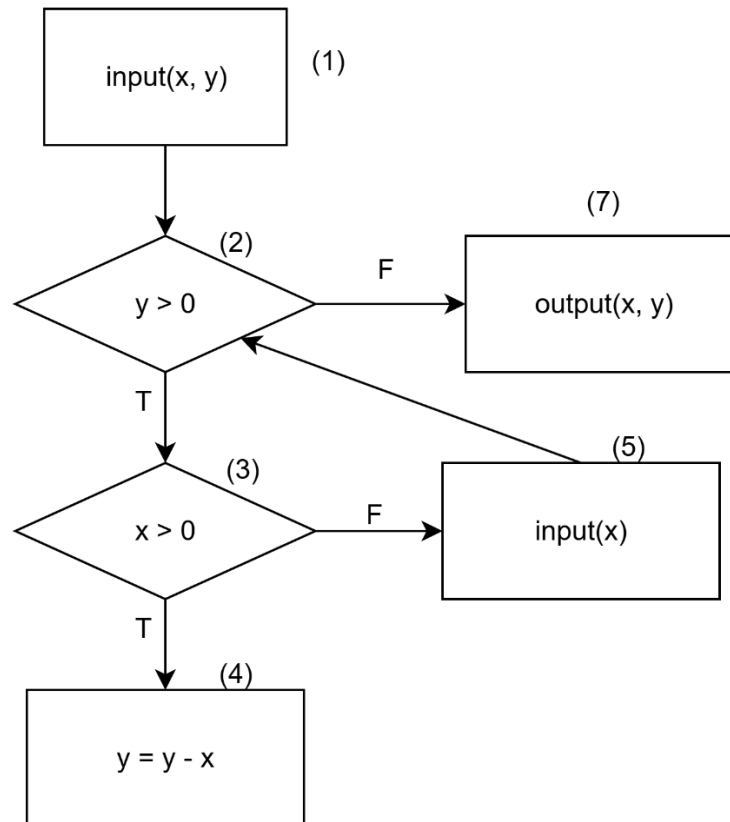 input(x, y)
(1)
(2)
y > 0
F
(7)
output(x, y)
T
(3)
x > 0
F
(5)
input(x)
T
(4)
y = y - x